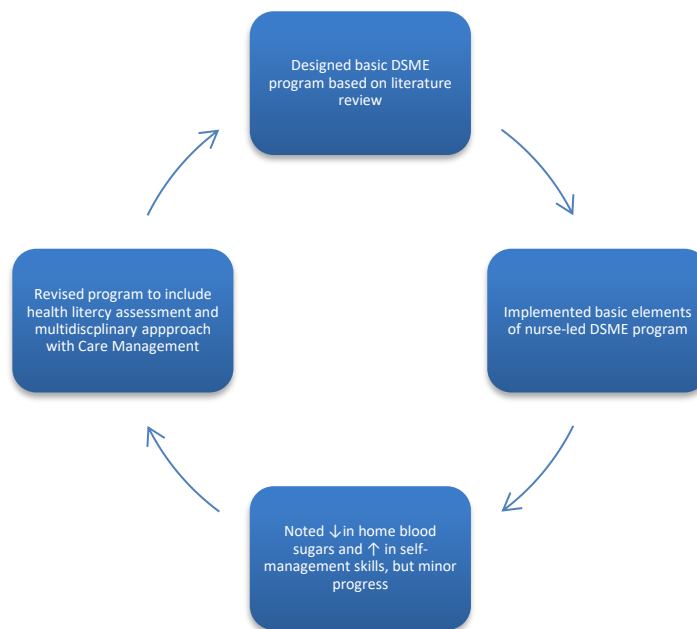 Designed basic DSME
program based on literature
review
Implemented basic elements
of nurse-led DSME program
Noted ↓in home blood
sugars and ↑ in self-
management skills, but minor
progress
Revised program to include
health litercy assessment and
multidiscplinary appproach
with Care Management